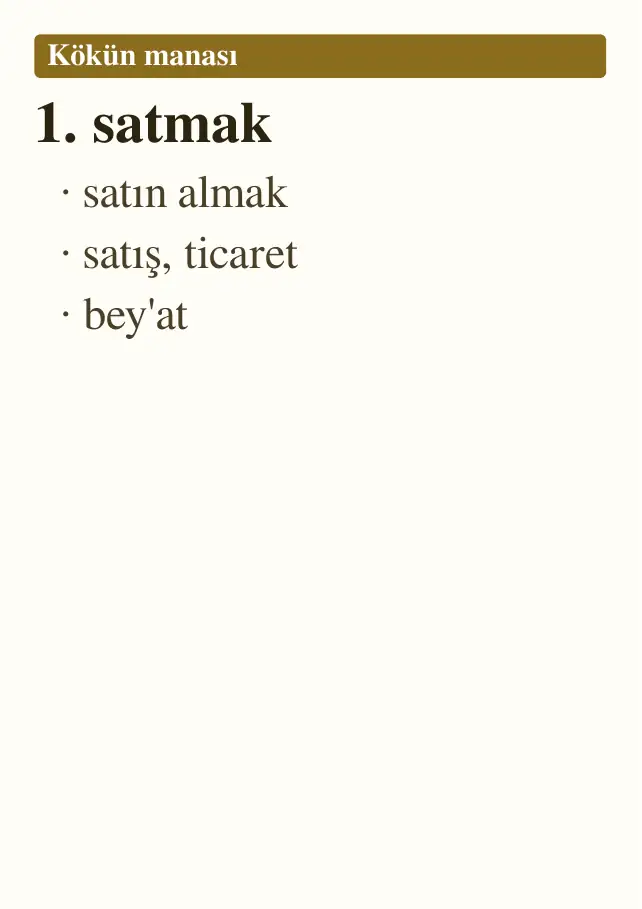 Kökün manası
1. satmak
· satın almak
· satış, ticaret
· bey'at